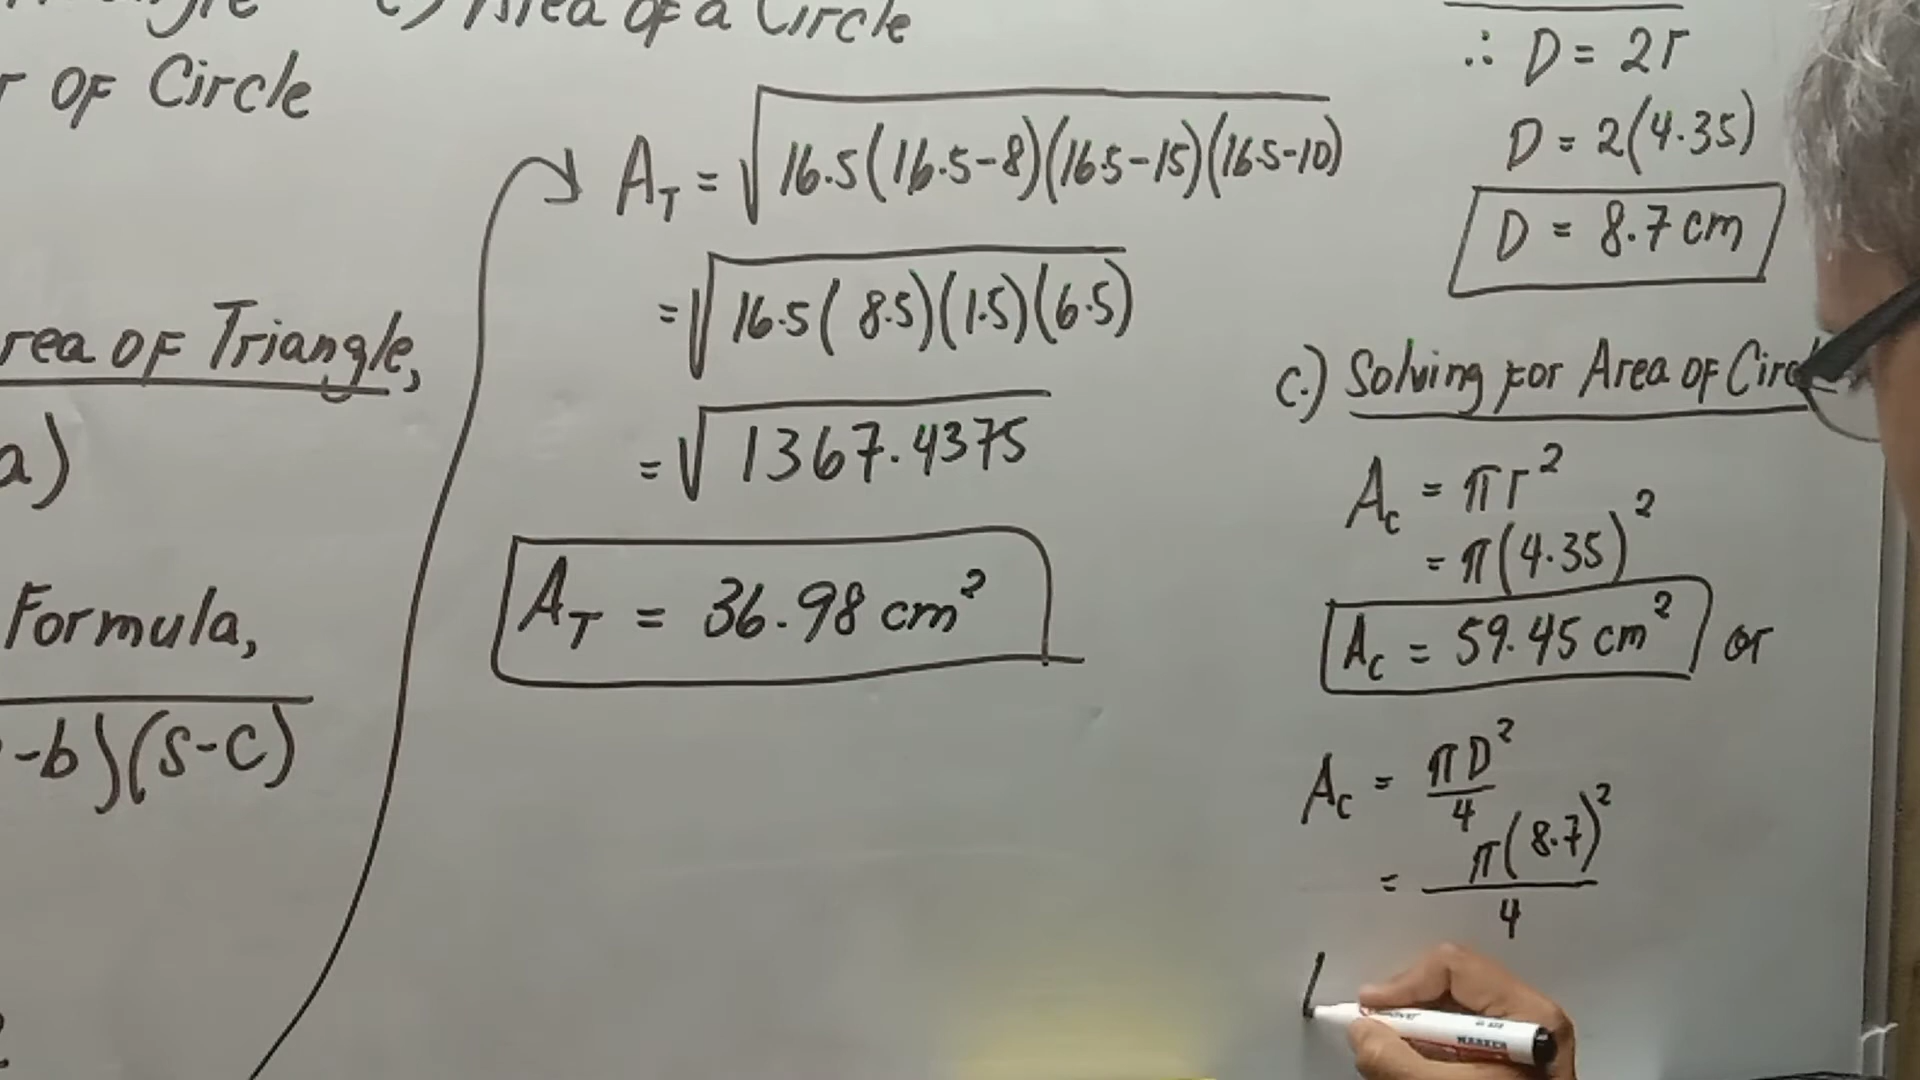 c) Area of a Circle
OF Circle
Area OF Triangle,
a)
Formula,
-b)(s-c)
A_T = √16.5(16.5-8)(16.5-15)(16.5-10)
= √16.5(8.5)(1.5)(6.5)
= √1367.4375
A_T = 36.98 cm²
∴ D = 2r
D = 2(4.35)
D = 8.7 cm
c.) Solving for Area of Circle
A_c = πr²
= π(4.35)²
A_c = 59.45 cm² or
A_c = πD²/4
= π(8.7)²/4
MARKER